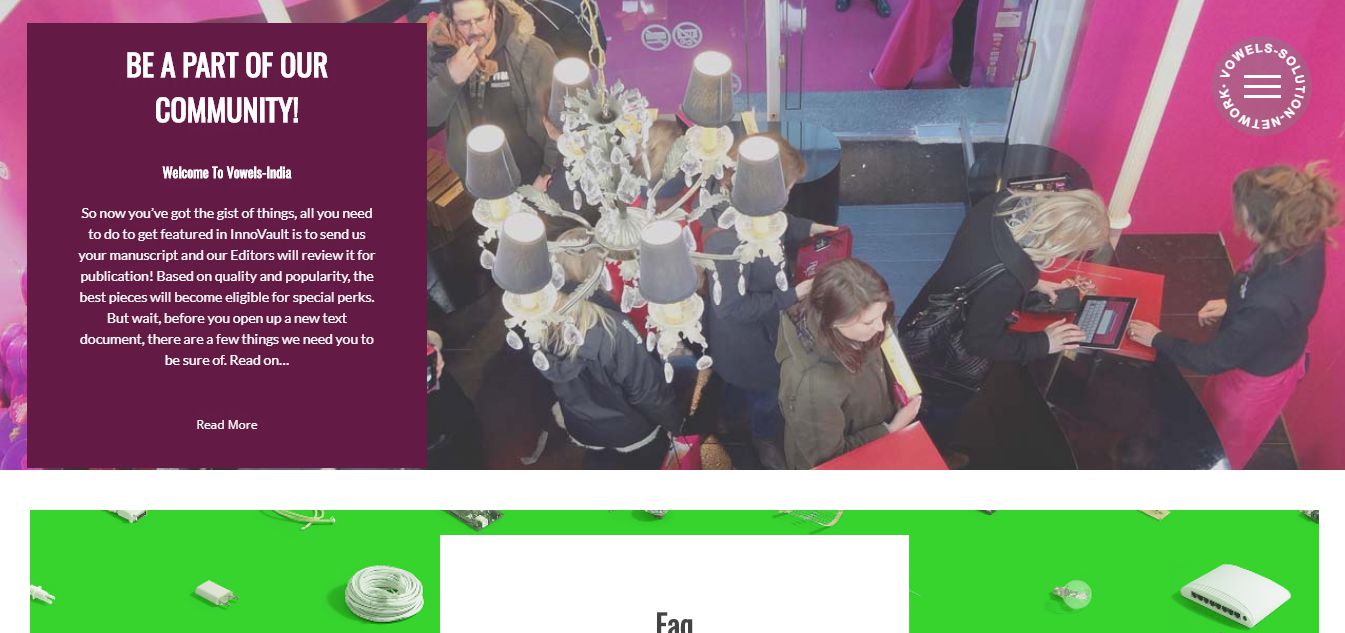 BE A PART OF OUR
COMMUNITY!
Welcome To Vowels-India
So now you've got the gist of things, all you need
to do to get featured in InnoVault is to send us
your manuscript and our Editors will review it for
publication! Based on quality and popularity, the
best pieces will become eligible for special perks.
But wait, before you open up a new text
document, there are a few things we need you to
be sure of. Read on...
Read More
VOWELS-SOLUTION-NETWORK.
Faq